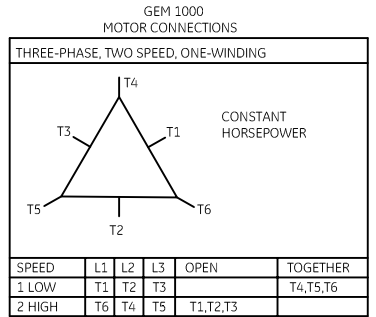 GEM 1000
MOTOR CONNECTIONS
THREE-PHASE, TWO SPEED, ONE-WINDING
T4
CONSTANT
HORSEPOWER
T3
T1
T5
T6
T2
SPEED L1 L2 L3 OPEN TOGETHER
1 LOW T1 T2 T3 T4,T5,T6
2 HIGH T6 T4 T5 T1,T2,T3